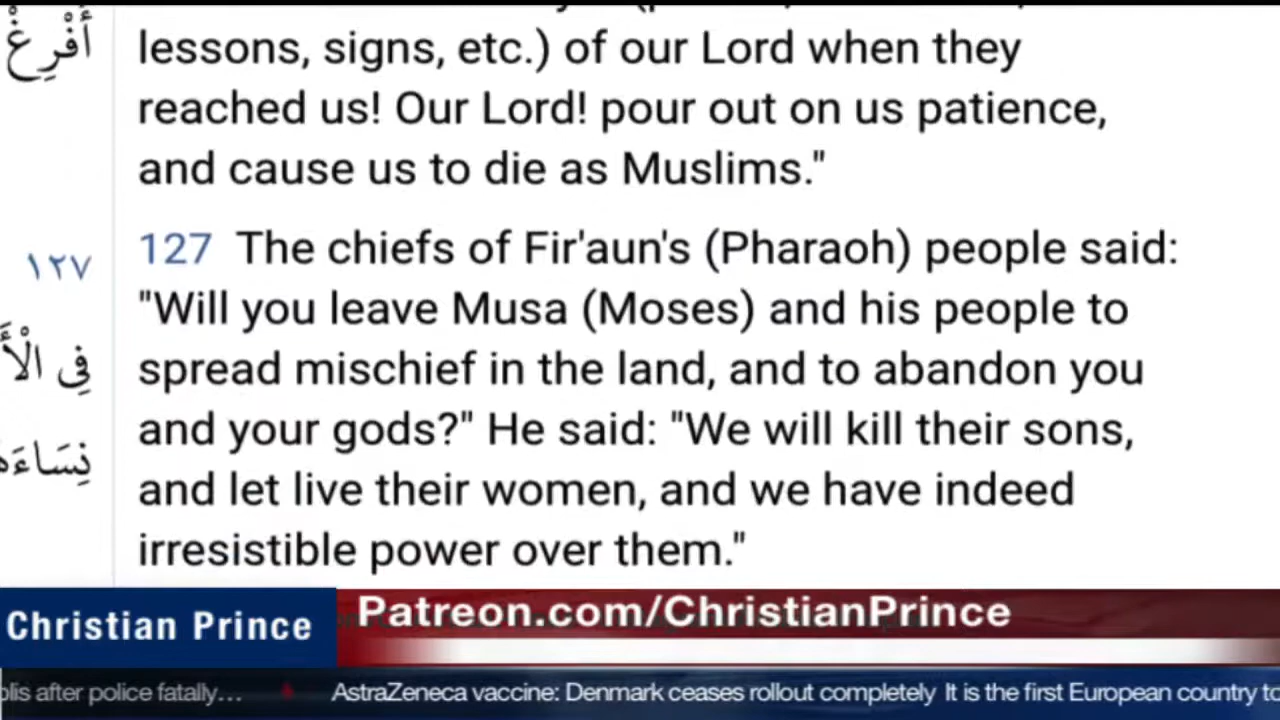 أَفْرِغْ
lessons, signs, etc.) of our Lord when they
reached us! Our Lord! pour out on us patience,
and cause us to die as Muslims."
١٢٧
127 The chiefs of Fir'aun's (Pharaoh) people said:
"Will you leave Musa (Moses) and his people to
فِى
spread mischief in the land, and to abandon you
and your gods?" He said: "We will kill their sons,
and let live their women, and we have indeed
irresistible power over them."
Christian Prince
Patreon.com/ChristianPrince
after police fatally...
AstraZeneca vaccine: Denmark ceases rollout completely It is the first European country to